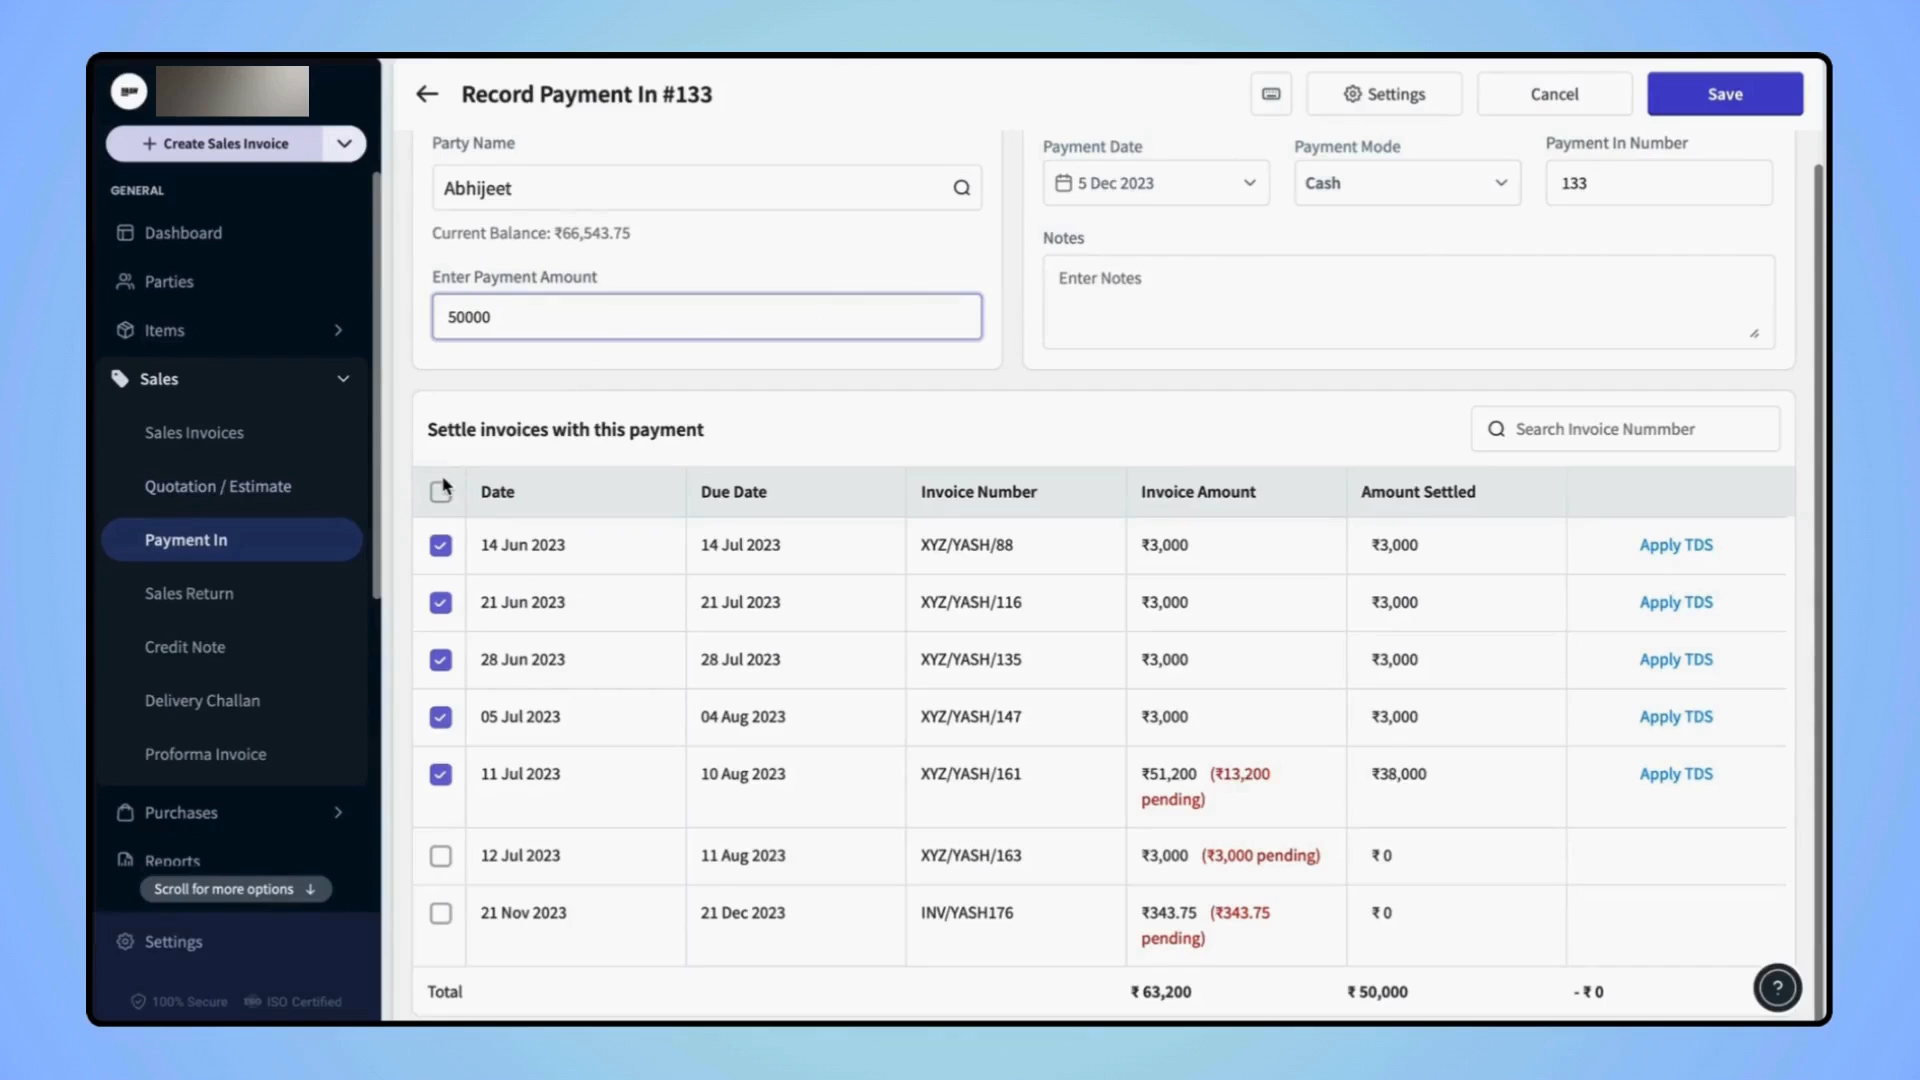 + Create Sales Invoice
GENERAL
Dashboard
Parties
Items
Sales
Sales Invoices
Quotation / Estimate
Payment In
Sales Return
Credit Note
Delivery Challan
Proforma Invoice
Purchases
Reports
Scroll for more options ↓
Settings
100% Secure ISO Certified
← Record Payment In #133
Settings Cancel Save
Party Name
Abhijeet
Current Balance: ₹66,543.75
Enter Payment Amount
50000
Payment Date Payment Mode Payment In Number
5 Dec 2023 Cash 133
Notes
Enter Notes
Settle invoices with this payment Search Invoice Nummber
Date Due Date Invoice Number Invoice Amount Amount Settled
14 Jun 2023 14 Jul 2023 XYZ/YASH/88 ₹3,000 ₹3,000 Apply TDS
21 Jun 2023 21 Jul 2023 XYZ/YASH/116 ₹3,000 ₹3,000 Apply TDS
28 Jun 2023 28 Jul 2023 XYZ/YASH/135 ₹3,000 ₹3,000 Apply TDS
05 Jul 2023 04 Aug 2023 XYZ/YASH/147 ₹3,000 ₹3,000 Apply TDS
11 Jul 2023 10 Aug 2023 XYZ/YASH/161 ₹51,200 (₹13,200 ₹38,000 Apply TDS
pending)
12 Jul 2023 11 Aug 2023 XYZ/YASH/163 ₹3,000 (₹3,000 pending) ₹ 0
21 Nov 2023 21 Dec 2023 INV/YASH176 ₹343.75 (₹343.75 ₹ 0
pending)
Total ₹ 63,200 ₹ 50,000 - ₹ 0
?